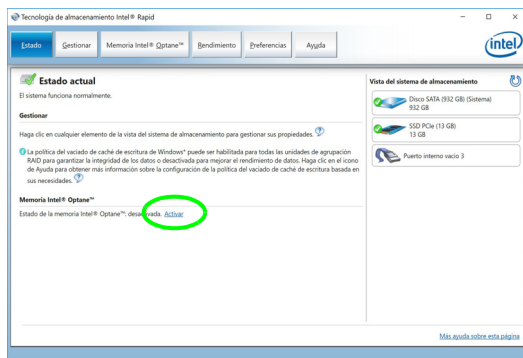 Tecnología de almacenamiento Intel® Rapid
Estado
Gestionar
Memoria Intel® Optane™
Rendimiento
Preferencias
Ayuda
intel
Estado actual
El sistema funciona normalmente.
Gestionar
Haga clic en cualquier elemento de la vista del sistema de almacenamiento para gestionar sus propiedades.
La política del vaciado de caché de escritura de Windows* puede ser habilitada para todas las unidades de agrupación
RAID para garantizar la integridad de los datos o desactivada para mejorar el rendimiento de datos. Haga clic en el icono
de Ayuda para obtener más información sobre la configuración de la política del vaciado de caché de escritura basada en
sus necesidades.
Memoria Intel® Optane™
Estado de la memoria Intel® Optane™: desactivada. Activar
Vista del sistema de almacenamiento
Disco SATA (932 GB) (Sistema)
932 GB
SSD PCIe (13 GB)
13 GB
Puerto interno vacio 3
Más ayuda sobre esta página